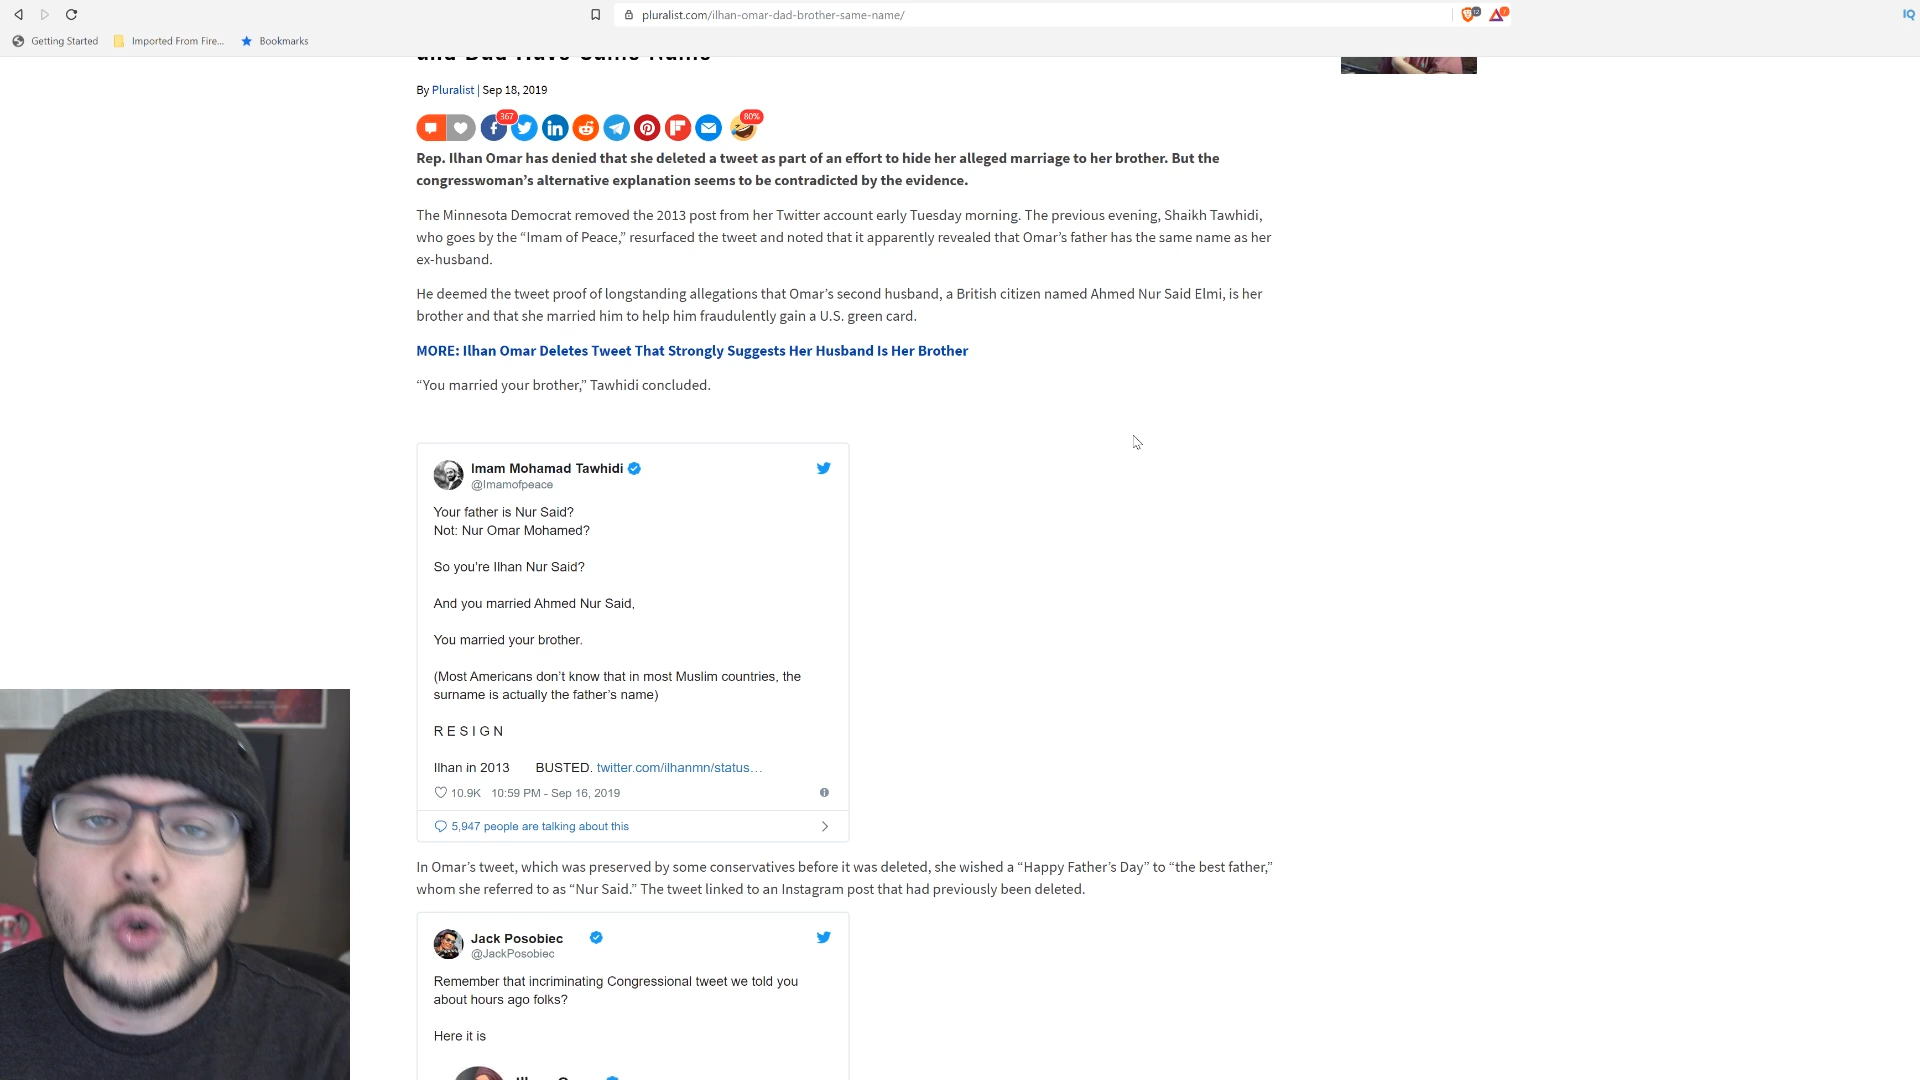 pluralist.com/ilhan-omar-dad-brother-same-name/
12
7
IQ
Getting Started
Imported From Fire...
Bookmarks
and Dad Have Same Name
By Pluralist | Sep 18, 2019
367
80%
Rep. Ilhan Omar has denied that she deleted a tweet as part of an effort to hide her alleged marriage to her brother. But the
congresswoman’s alternative explanation seems to be contradicted by the evidence.
The Minnesota Democrat removed the 2013 post from her Twitter account early Tuesday morning. The previous evening, Shaikh Tawhidi,
who goes by the “Imam of Peace,” resurfaced the tweet and noted that it apparently revealed that Omar’s father has the same name as her
ex-husband.
He deemed the tweet proof of longstanding allegations that Omar’s second husband, a British citizen named Ahmed Nur Said Elmi, is her
brother and that she married him to help him fraudulently gain a U.S. green card.
MORE: Ilhan Omar Deletes Tweet That Strongly Suggests Her Husband Is Her Brother
“You married your brother,” Tawhidi concluded.
Imam Mohamad Tawhidi
@Imamofpeace
Your father is Nur Said?
Not: Nur Omar Mohamed?
So you’re Ilhan Nur Said?
And you married Ahmed Nur Said,
You married your brother.
(Most Americans don’t know that in most Muslim countries, the
surname is actually the father’s name)
R E S I G N
Ilhan in 2013 BUSTED. twitter.com/ilhanmn/status…
10.9K 10:59 PM - Sep 16, 2019
5,947 people are talking about this
In Omar’s tweet, which was preserved by some conservatives before it was deleted, she wished a “Happy Father’s Day” to “the best father,”
whom she referred to as “Nur Said.” The tweet linked to an Instagram post that had previously been deleted.
Jack Posobiec
@JackPosobiec
Remember that incriminating Congressional tweet we told you
about hours ago folks?
Here it is